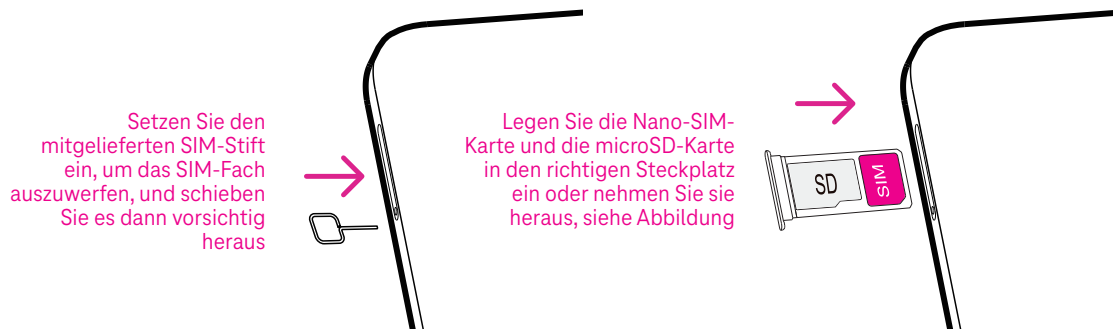 Setzen Sie den
mitgelieferten SIM-Stift
ein, um das SIM-Fach
auszuwerfen, und schieben
Sie es dann vorsichtig
heraus
Legen Sie die Nano-SIM-
Karte und die microSD-Karte
in den richtigen Steckplatz
ein oder nehmen Sie sie
heraus, siehe Abbildung
SD
SIM